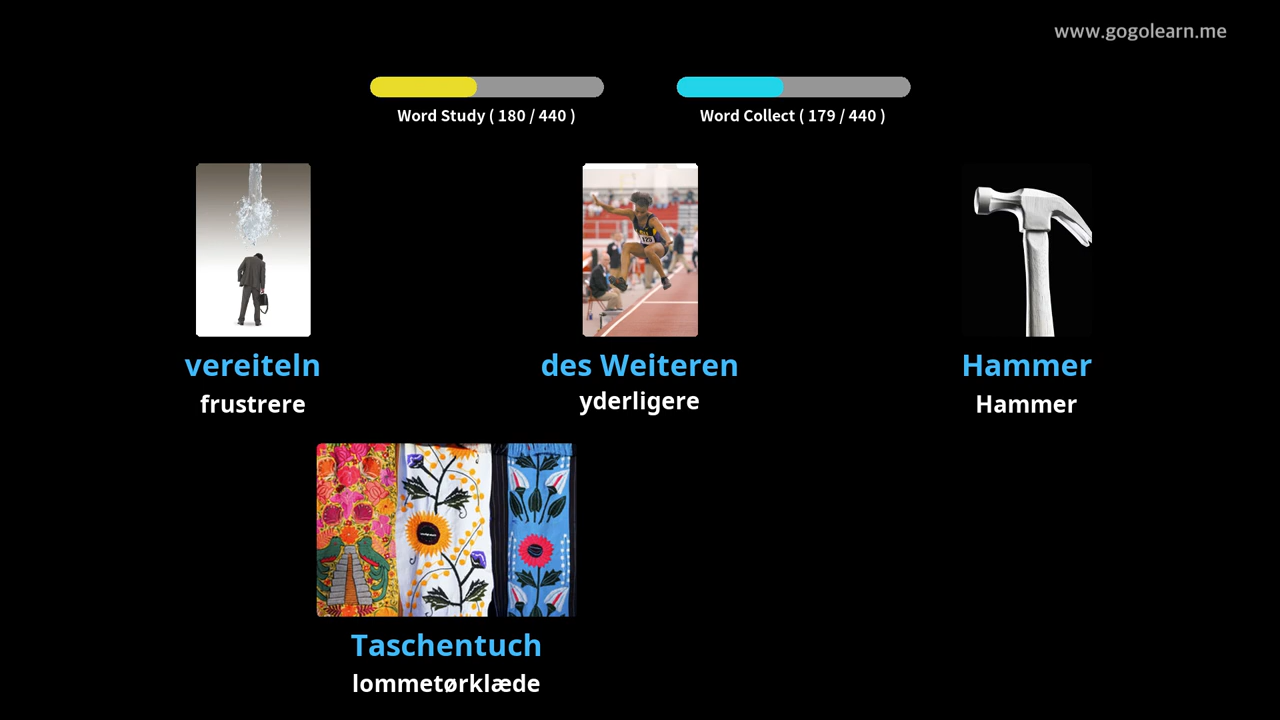 www.gogolearn.me
Word Study ( 180 / 440 )
Word Collect ( 179 / 440 )
vereiteln
frustrere
des Weiteren
yderligere
Hammer
Hammer
Taschentuch
lommetørklæde